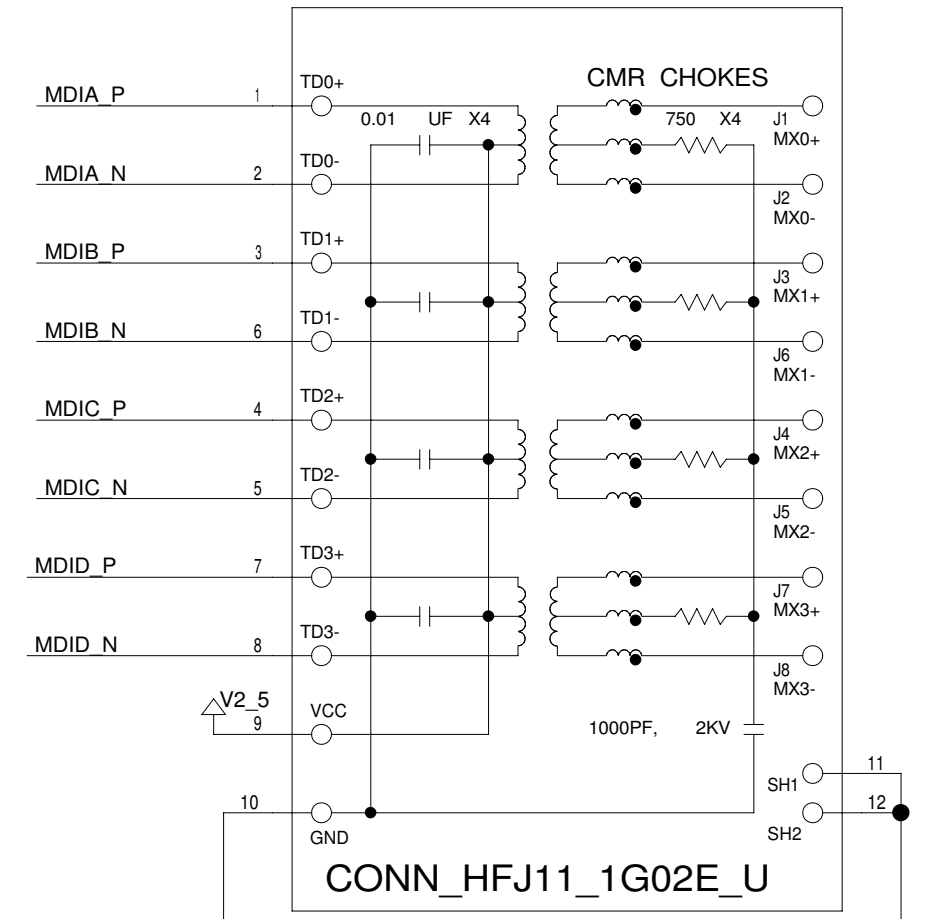 CMR CHOKES
MDIA_P 1 TD0+
0.01 UF X4 750 X4 J1
MX0+
MDIA_N 2 TD0-
J2
MX0-
MDIB_P 3 TD1+
J3
MX1+
MDIB_N 6 TD1-
J6
MX1-
MDIC_P 4 TD2+
J4
MX2+
MDIC_N 5 TD2-
J5
MX2-
MDID_P 7 TD3+
J7
MX3+
MDID_N 8 TD3-
J8
MX3-
V2_5
9 VCC
1000PF, 2KV
SH1 11
10 GND
SH2 12
CONN_HFJ11_1G02E_U